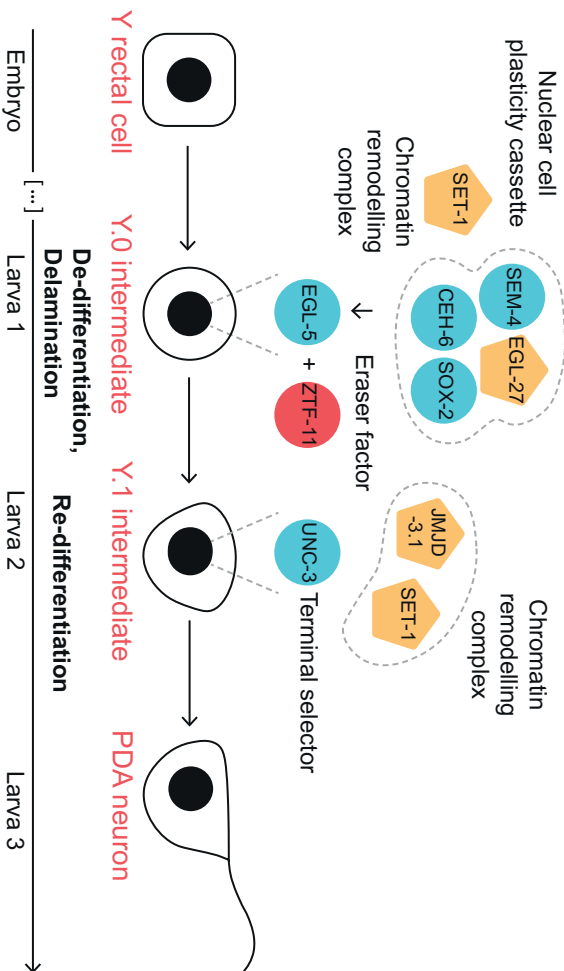 Nuclear cell
plasticity cassette
SET-1
Chromatin
remodelling
complex
SEM-4
EGL-27
CEH-6
SOX-2
EGL-5
+
ZTF-11
Eraser factor
JMJD
-3.1
SET-1
Chromatin
remodelling
complex
UNC-3
Terminal selector
Y rectal cell
Y.0 intermediate
Y.1 intermediate
PDA neuron
De-differentiation,
Delamination
Re-differentiation
Embryo
[...]
Larva 1
Larva 2
Larva 3